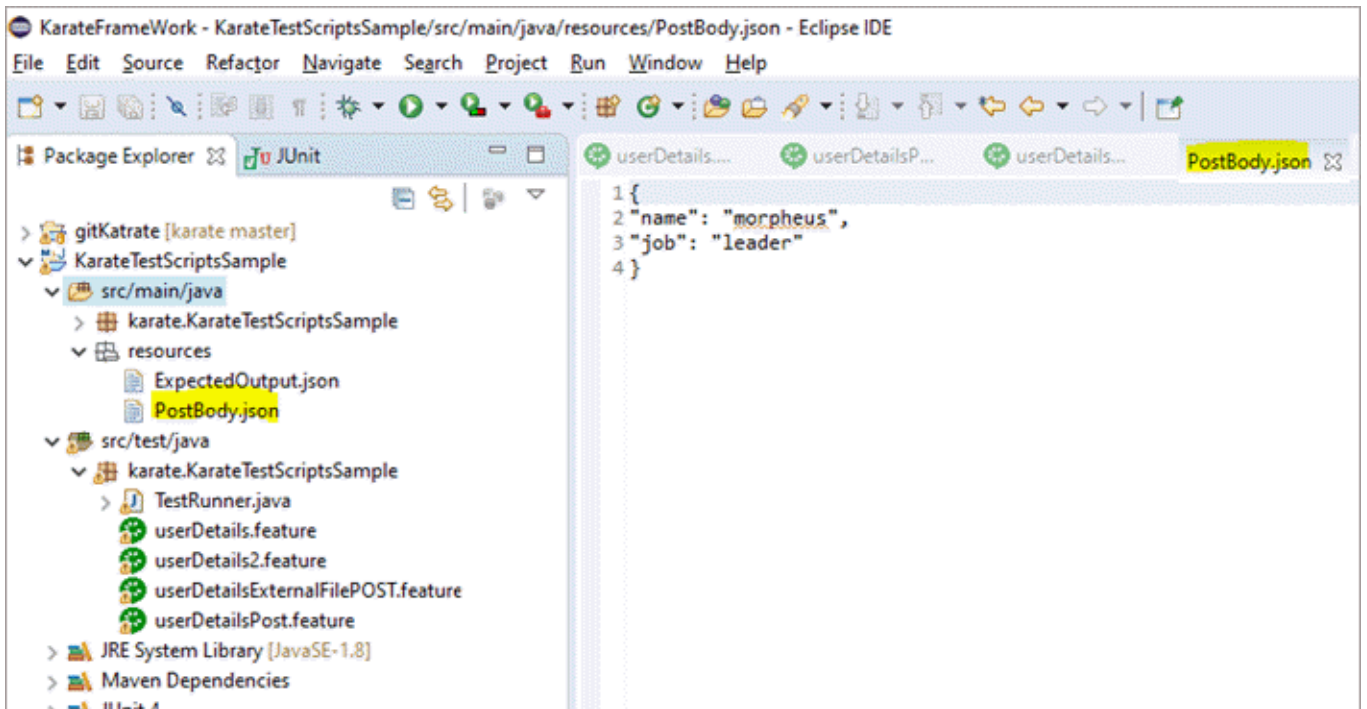 KarateFrameWork - KarateTestScriptsSample/src/main/java/resources/PostBody.json - Eclipse IDE
File Edit Source Refactor Navigate Search Project Run Window Help
Package Explorer JUnit
userDetails.... userDetailsP... userDetails... PostBody.json
gitKatrate [karate master]
KarateTestScriptsSample
src/main/java
karate.KarateTestScriptsSample
resources
ExpectedOutput.json
PostBody.json
src/test/java
karate.KarateTestScriptsSample
TestRunner.java
userDetails.feature
userDetails2.feature
userDetailsExternalFilePOST.feature
userDetailsPost.feature
JRE System Library [JavaSE-1.8]
Maven Dependencies
JUnit 4
1 {
2 "name": "morpheus",
3 "job": "leader"
4 }